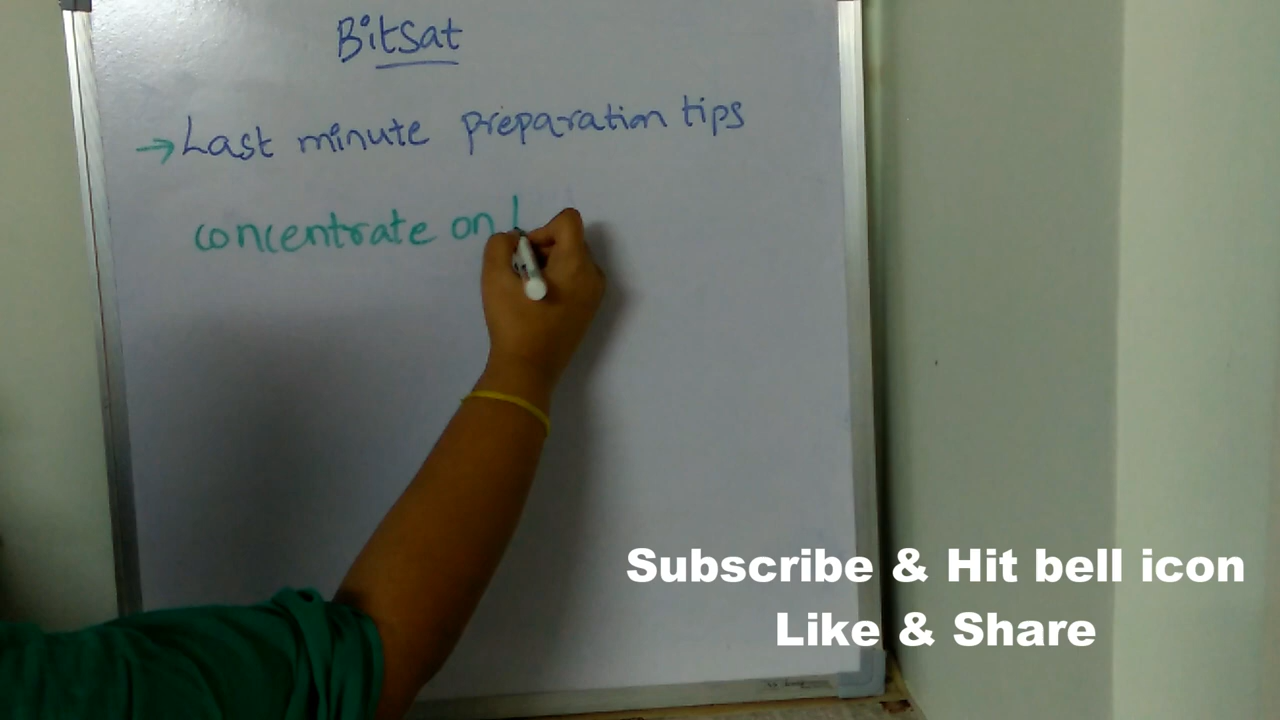 Bitsat
→ Last minute preparation tips
concentrate on
Subscribe & Hit bell icon
Like & Share